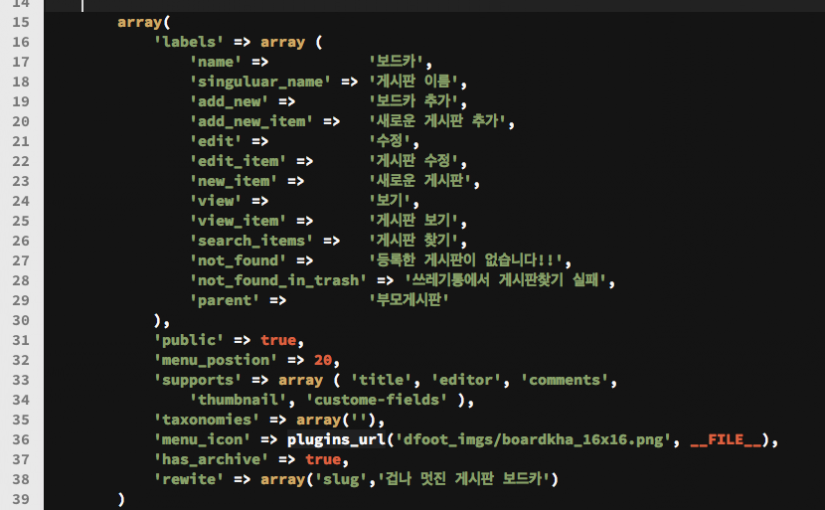 14
15 array(
16 'labels' => array (
17 'name' => '보드카',
18 'singuluar_name' => '게시판 이름',
19 'add_new' => '보드카 추가',
20 'add_new_item' => '새로운 게시판 추가',
21 'edit' => '수정',
22 'edit_item' => '게시판 수정',
23 'new_item' => '새로운 게시판',
24 'view' => '보기',
25 'view_item' => '게시판 보기',
26 'search_items' => '게시판 찾기',
27 'not_found' => '등록한 게시판이 없습니다!!',
28 'not_found_in_trash' => '쓰레기통에서 게시판찾기 실패',
29 'parent' => '부모게시판'
30 ),
31 'public' => true,
32 'menu_postion' => 20,
33 'supports' => array ( 'title', 'editor', 'comments',
34 'thumbnail', 'custome-fields' ),
35 'taxonomies' => array(''),
36 'menu_icon' => plugins_url('dfoot_imgs/boardkha_16x16.png', __FILE__),
37 'has_archive' => true,
38 'rewite' => array('slug','겁나 멋진 게시판 보드카')
39 )